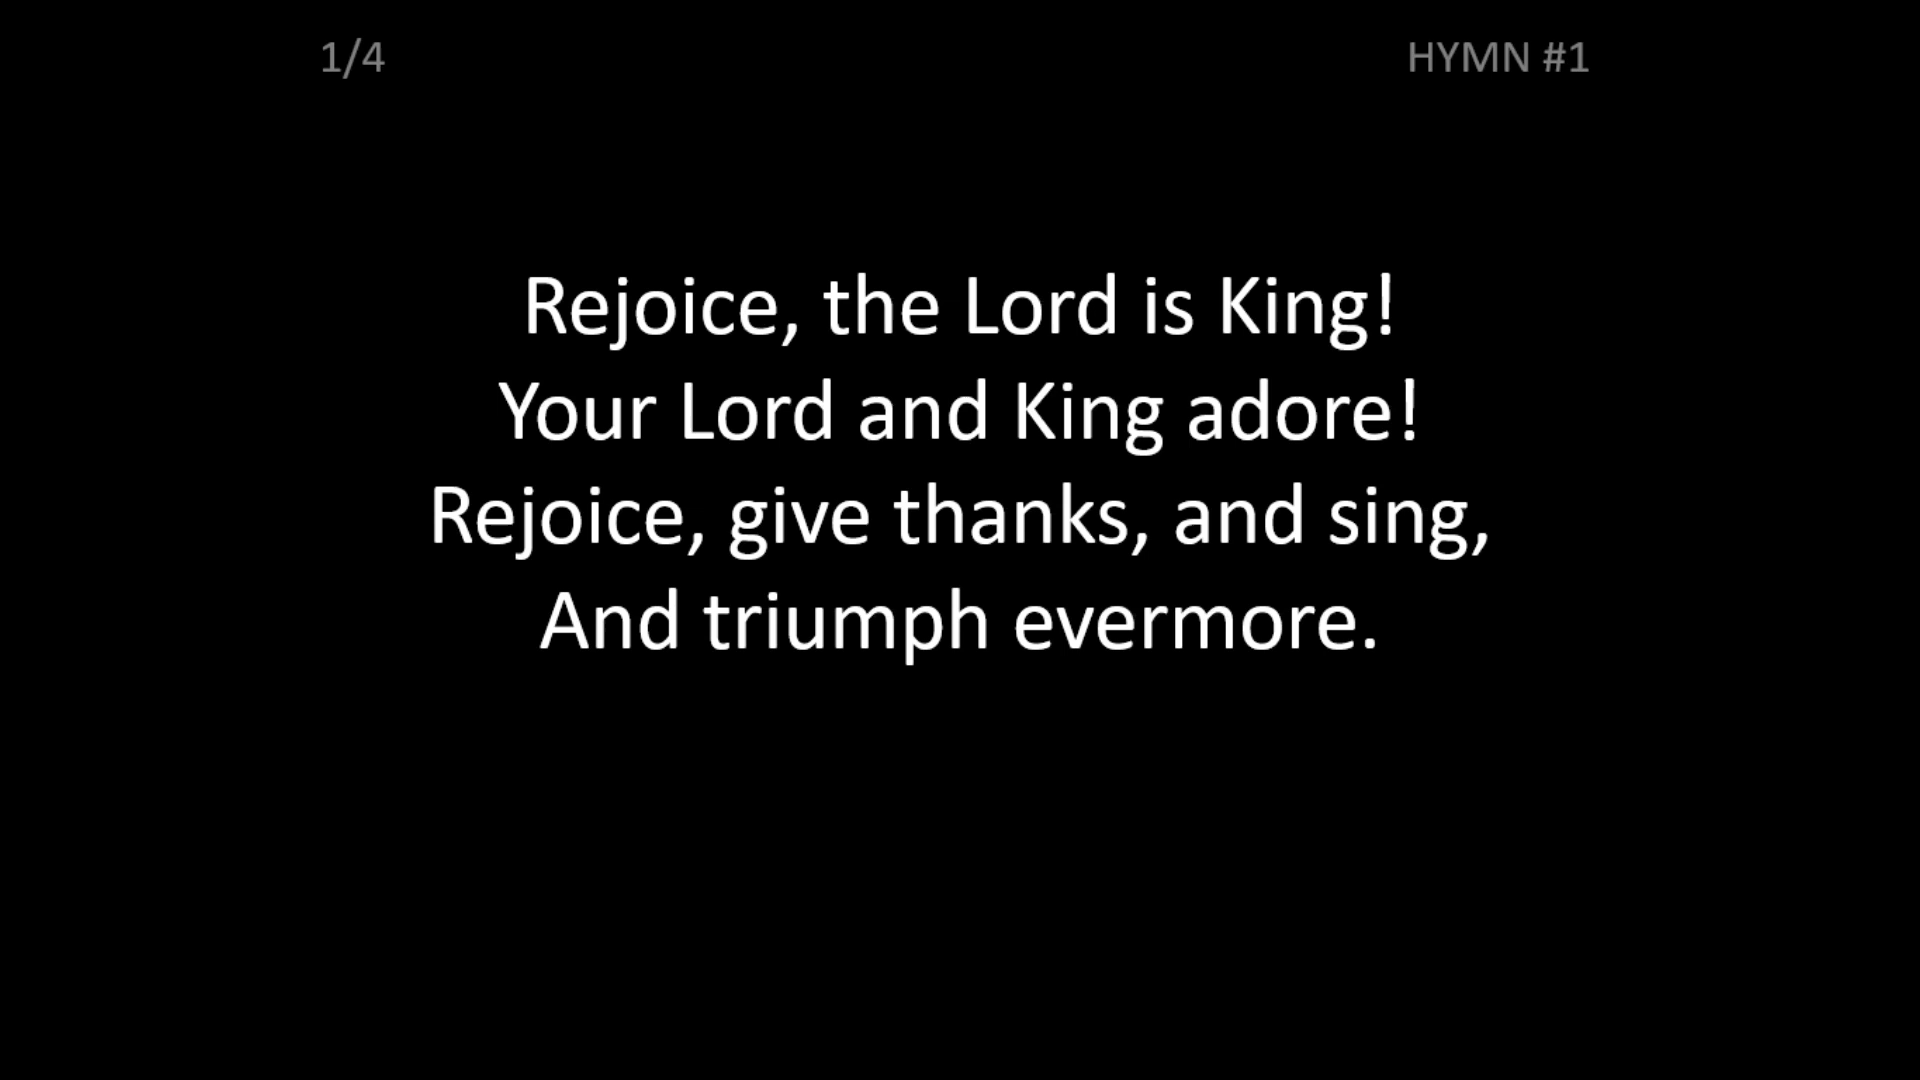 1/4
HYMN #1
Rejoice, the Lord is King!
Your Lord and King adore!
Rejoice, give thanks, and sing,
And triumph evermore.